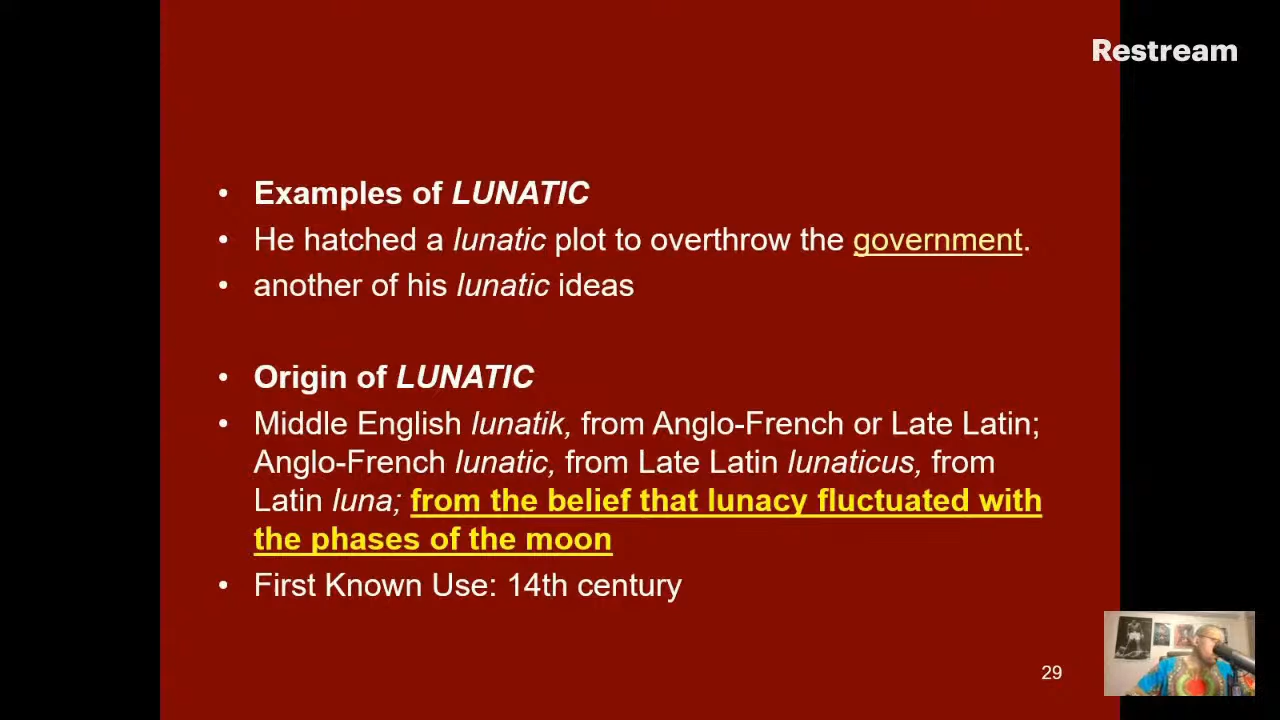 Restream
• Examples of LUNATIC
• He hatched a lunatic plot to overthrow the government.
• another of his lunatic ideas
• Origin of LUNATIC
• Middle English lunatik, from Anglo-French or Late Latin;
Anglo-French lunatic, from Late Latin lunaticus, from
Latin luna; from the belief that lunacy fluctuated with
the phases of the moon
• First Known Use: 14th century
29